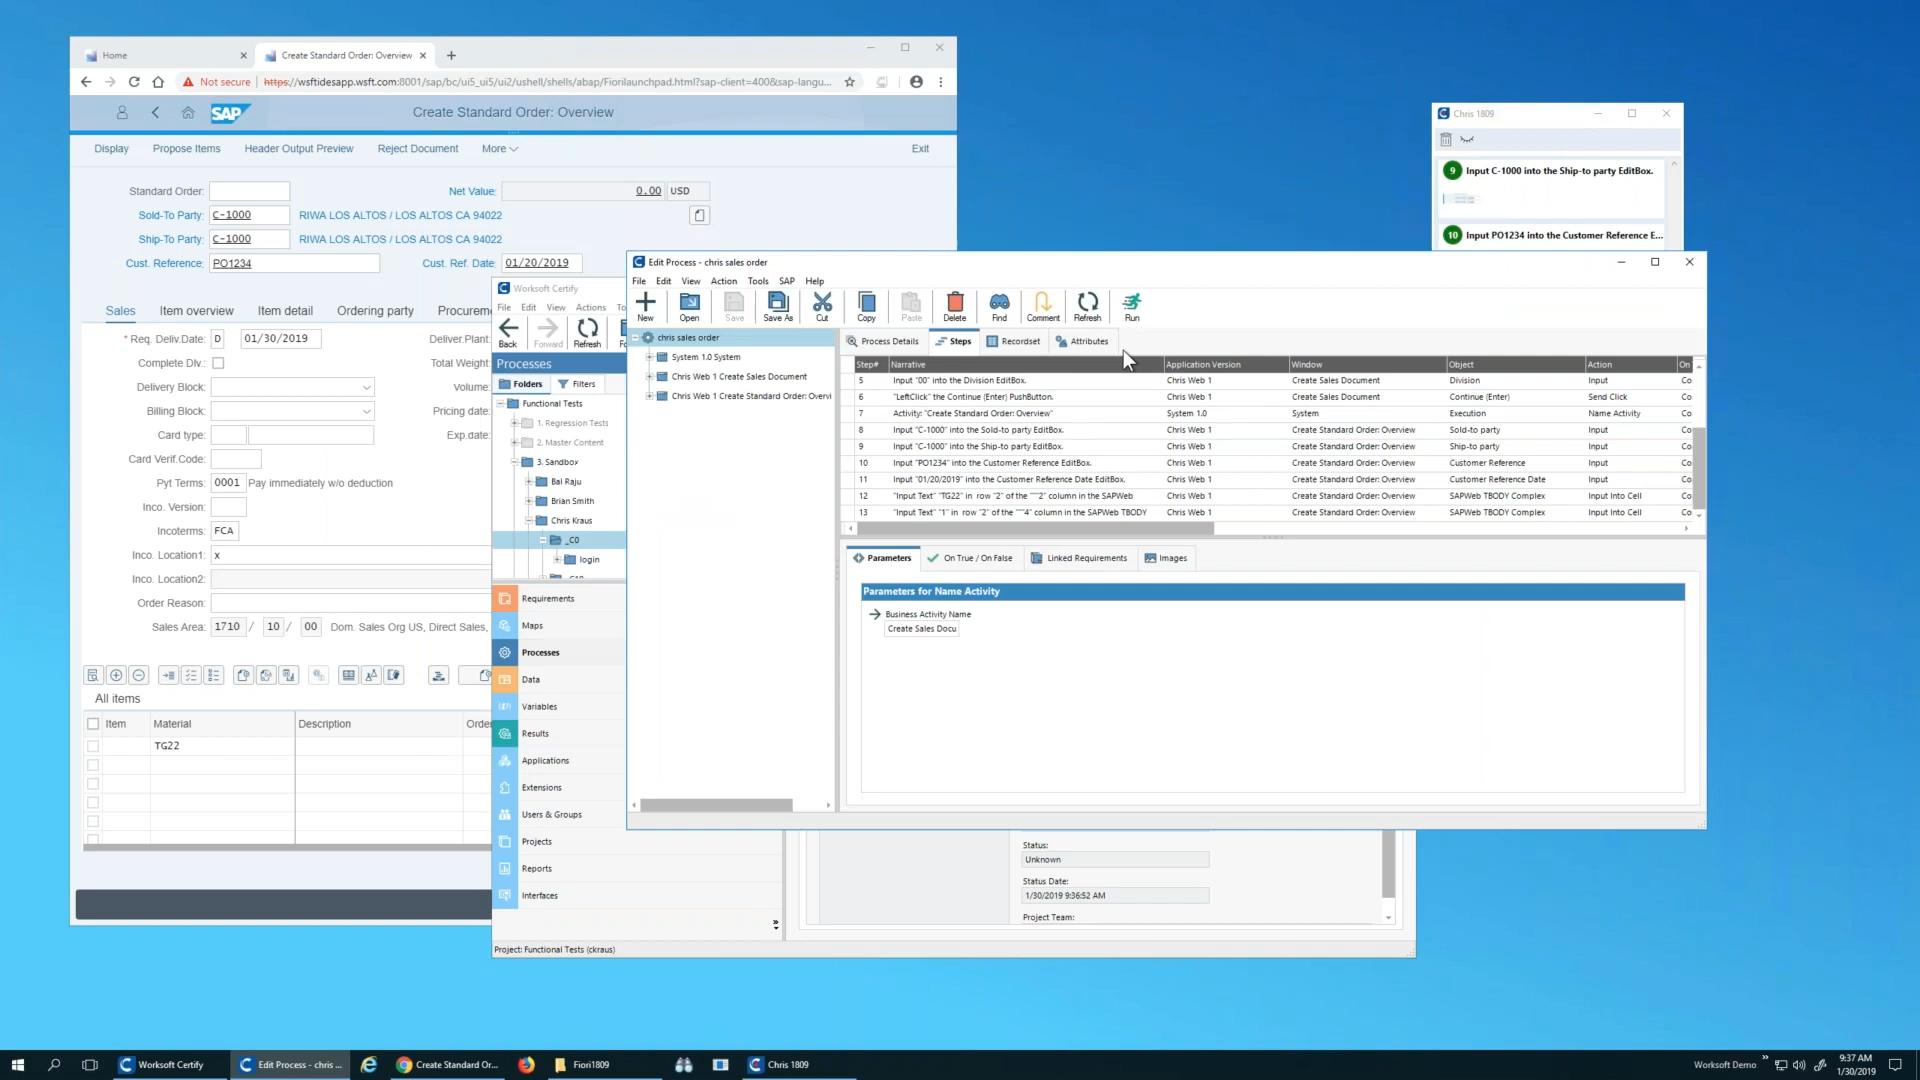 Home
Create Standard Order: Overview
Not secure
https://wsftidesapp.wsft.com:8001/sap/bc/ui5_ui5/ui2/ushell/shells/abap/Fiorilaunchpad.html?sap-client=400&sap-langu...
SAP
Create Standard Order: Overview
Display
Propose Items
Header Output Preview
Reject Document
More
Exit
Standard Order:
Net Value:
0.00
USD
Sold-To Party:
C-1000
RIWA LOS ALTOS / LOS ALTOS CA 94022
Ship-To Party:
C-1000
RIWA LOS ALTOS / LOS ALTOS CA 94022
Cust. Reference:
PO1234
Cust. Ref. Date:
01/20/2019
Sales
Item overview
Item detail
Ordering party
Procurem
* Req. Deliv.Date:
D
01/30/2019
Deliver.Plant:
Complete Dlv.:
Total Weight:
Delivery Block:
Volume:
Billing Block:
Pricing date:
Card type:
Exp.date:
Card Verif.Code:
Pyt Terms:
0001
Pay immediately w/o deduction
Inco. Version:
Incoterms:
FCA
Inco. Location1:
x
Inco. Location2:
Order Reason:
Sales Area:
1710
/
10
/
00
Dom. Sales Org US, Direct Sales,
All items
Item
Material
Description
Orde
TG22
Chris 1809
9
Input C-1000 into the Ship-to party EditBox.
10
Input PO1234 into the Customer Reference E...
Worksoft Certify
File
Edit
View
Actions
To
Back
Forward
Refresh
Processes
Folders
Filters
Functional Tests
1. Regression Tests
2. Master Content
3. Sandbox
Bal Raju
Brian Smith
Chris Kraus
_C0
login
Requirements
Maps
Processes
Data
Variables
Results
Applications
Extensions
Users & Groups
Projects
Reports
Interfaces
Project: Functional Tests (ckraus)
Status:
Unknown
Status Date:
1/30/2019 9:36:52 AM
Project Team:
Edit Process - chris sales order
File
Edit
View
Action
Tools
SAP
Help
New
Open
Save
Save As
Cut
Copy
Paste
Delete
Find
Comment
Refresh
Run
chris sales order
System 1.0 System
Chris Web 1 Create Sales Document
Chris Web 1 Create Standard Order: Overvi
Process Details
Steps
Recordset
Attributes
Step#
Narrative
Application Version
Window
Object
Action
On
5
Input "00" into the Division EditBox.
Chris Web 1
Create Sales Document
Division
Input
Co
6
"LeftClick" the Continue (Enter) PushButton.
Chris Web 1
Create Sales Document
Continue (Enter)
Send Click
Co
7
Activity: "Create Standard Order: Overview"
System 1.0
System
Execution
Name Activity
Co
8
Input "C-1000" into the Sold-to party EditBox.
Chris Web 1
Create Standard Order: Overview
Sold-to party
Input
Co
9
Input "C-1000" into the Ship-to party EditBox.
Chris Web 1
Create Standard Order: Overview
Ship-to party
Input
Co
10
Input "PO1234" into the Customer Reference EditBox.
Chris Web 1
Create Standard Order: Overview
Customer Reference
Input
Co
11
Input "01/20/2019" into the Customer Reference Date EditBox.
Chris Web 1
Create Standard Order: Overview
Customer Reference Date
Input
Co
12
"Input Text" "TG22" in row "2" of the """2" column in the SAPWeb
Chris Web 1
Create Standard Order: Overview
SAPWeb TBODY Complex
Input Into Cell
Co
13
"Input Text" "1" in row "2" of the """4" column in the SAPWeb TBODY
Chris Web 1
Create Standard Order: Overview
SAPWeb TBODY Complex
Input Into Cell
Co
Parameters
On True / On False
Linked Requirements
Images
Parameters for Name Activity
Business Activity Name
Create Sales Docu
Worksoft Certify
Edit Process - chris ...
Create Standard Or...
Fiori1809
Chris 1809
Worksoft Demo
9:37 AM
1/30/2019